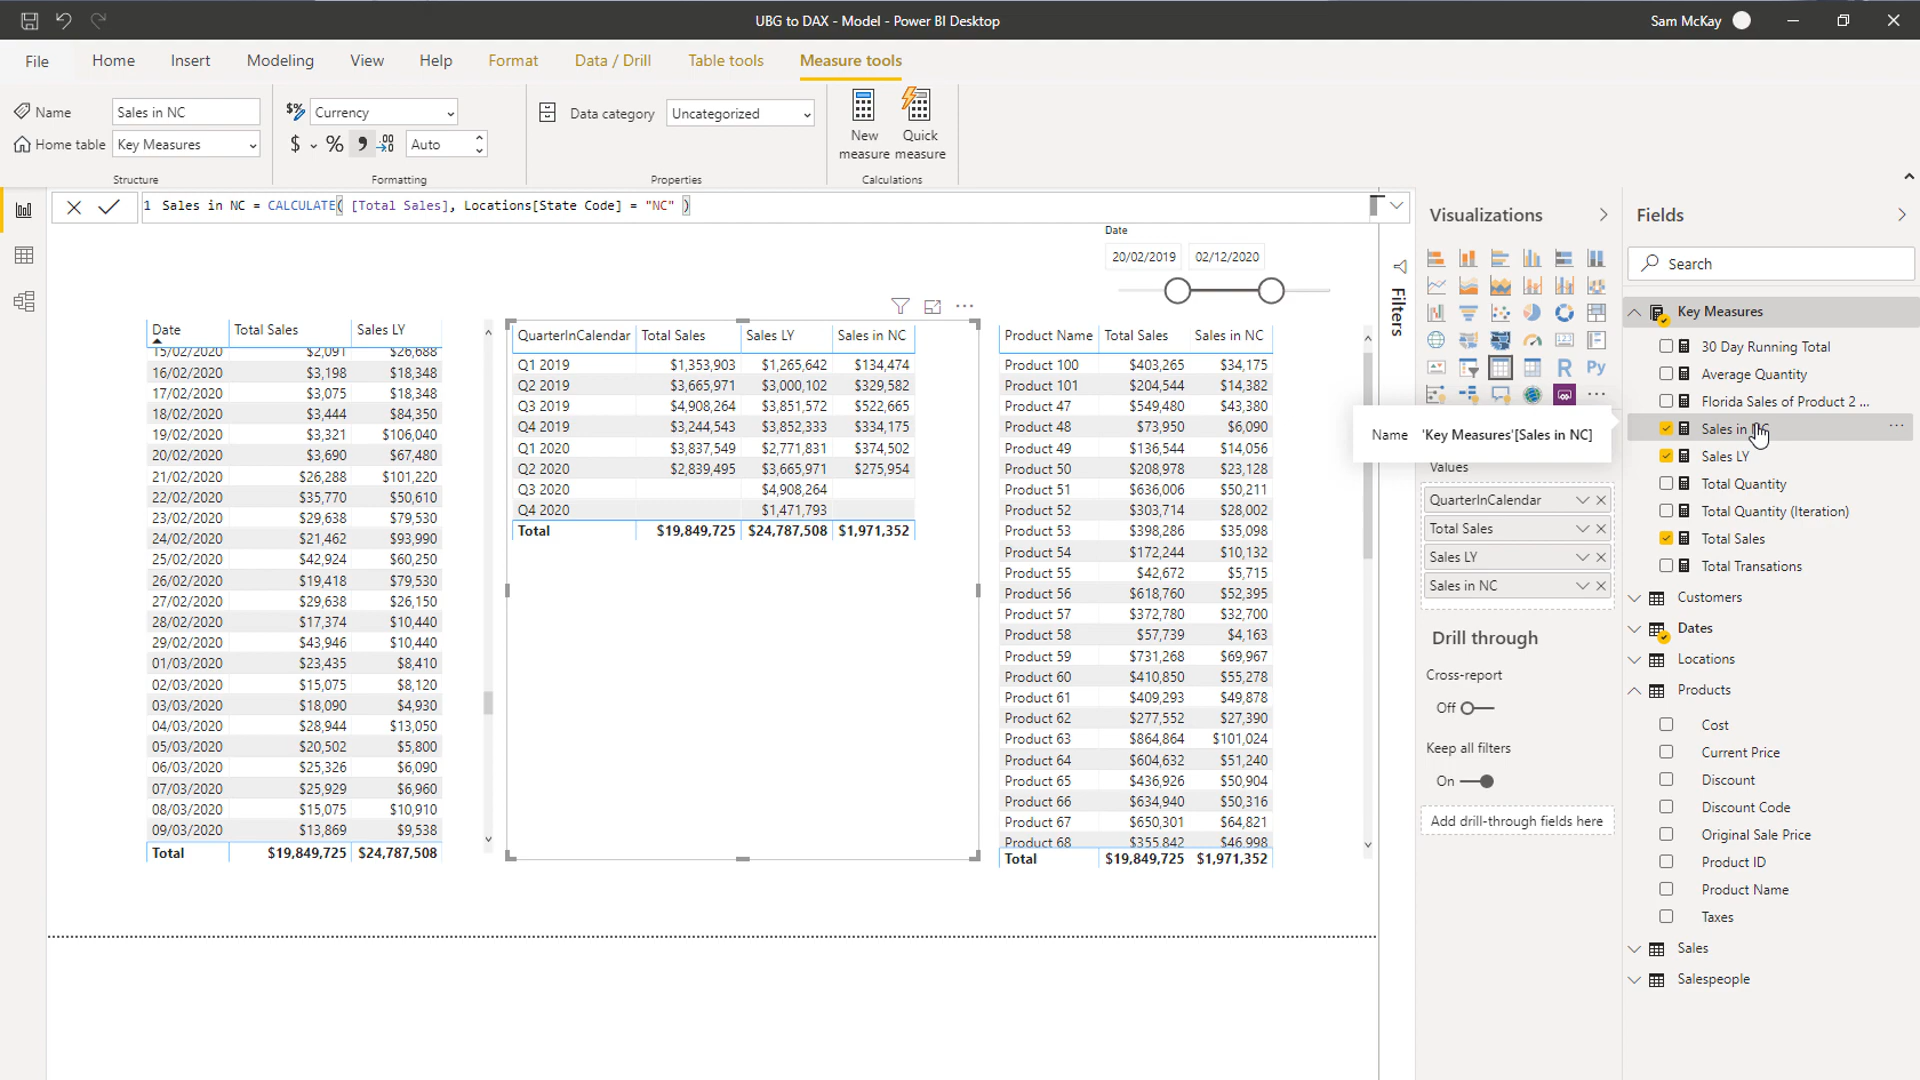 UBG to DAX - Model - Power BI Desktop
Sam McKay
File Home Insert Modeling View Help Format Data / Drill Table tools Measure tools
Name Sales in NC
Home table Key Measures
Structure
Currency
$ % , .00 Auto
Formatting
Data category Uncategorized
Properties
New measure
Quick measure
Calculations
1 Sales in NC = CALCULATE( [Total Sales], Locations[State Code] = "NC" )
Date
20/02/2019 02/12/2020
Date Total Sales Sales LY
15/02/2020 $2,091 $26,688
16/02/2020 $3,198 $18,348
17/02/2020 $3,075 $18,348
18/02/2020 $3,444 $84,350
19/02/2020 $3,321 $106,040
20/02/2020 $3,690 $67,480
21/02/2020 $26,288 $101,220
22/02/2020 $35,770 $50,610
23/02/2020 $29,638 $79,530
24/02/2020 $21,462 $93,990
25/02/2020 $42,924 $60,250
26/02/2020 $19,418 $79,530
27/02/2020 $29,638 $26,150
28/02/2020 $17,374 $10,440
29/02/2020 $43,946 $10,440
01/03/2020 $23,435 $8,410
02/03/2020 $15,075 $8,120
03/03/2020 $18,090 $4,930
04/03/2020 $28,944 $13,050
05/03/2020 $20,502 $5,800
06/03/2020 $25,326 $6,090
07/03/2020 $25,929 $6,960
08/03/2020 $15,075 $10,910
09/03/2020 $13,869 $9,538
Total $19,849,725 $24,787,508
QuarterInCalendar Total Sales Sales LY Sales in NC
Q1 2019 $1,353,903 $1,265,642 $134,474
Q2 2019 $3,665,971 $3,000,102 $329,582
Q3 2019 $4,908,264 $3,851,572 $522,665
Q4 2019 $3,244,543 $3,852,333 $334,175
Q1 2020 $3,837,549 $2,771,831 $374,502
Q2 2020 $2,839,495 $3,665,971 $275,954
Q3 2020 $4,908,264
Q4 2020 $1,471,793
Total $19,849,725 $24,787,508 $1,971,352
Product Name Total Sales Sales in NC
Product 100 $403,265 $34,175
Product 101 $204,544 $14,382
Product 47 $549,480 $43,380
Product 48 $73,950 $6,090
Product 49 $136,544 $14,056
Product 50 $208,978 $23,128
Product 51 $636,006 $50,211
Product 52 $303,714 $28,002
Product 53 $398,286 $35,098
Product 54 $172,244 $10,132
Product 55 $42,672 $5,715
Product 56 $618,760 $52,395
Product 57 $372,780 $32,700
Product 58 $57,739 $4,163
Product 59 $731,268 $69,967
Product 60 $410,850 $55,278
Product 61 $409,293 $49,878
Product 62 $277,552 $27,390
Product 63 $864,864 $101,024
Product 64 $604,632 $51,240
Product 65 $436,926 $50,904
Product 66 $634,940 $50,316
Product 67 $650,301 $64,821
Product 68 $355,842 $46,998
Total $19,849,725 $1,971,352
Filters
Visualizations
R Py
Name 'Key Measures'[Sales in NC]
Values
QuarterInCalendar
Total Sales
Sales LY
Sales in NC
Drill through
Cross-report
Off
Keep all filters
On
Add drill-through fields here
Fields
Search
Key Measures
30 Day Running Total
Average Quantity
Florida Sales of Product 2 ...
Sales in NC
Sales LY
Total Quantity
Total Quantity (Iteration)
Total Sales
Total Transations
Customers
Dates
Locations
Products
Cost
Current Price
Discount
Discount Code
Original Sale Price
Product ID
Product Name
Taxes
Sales
Salespeople